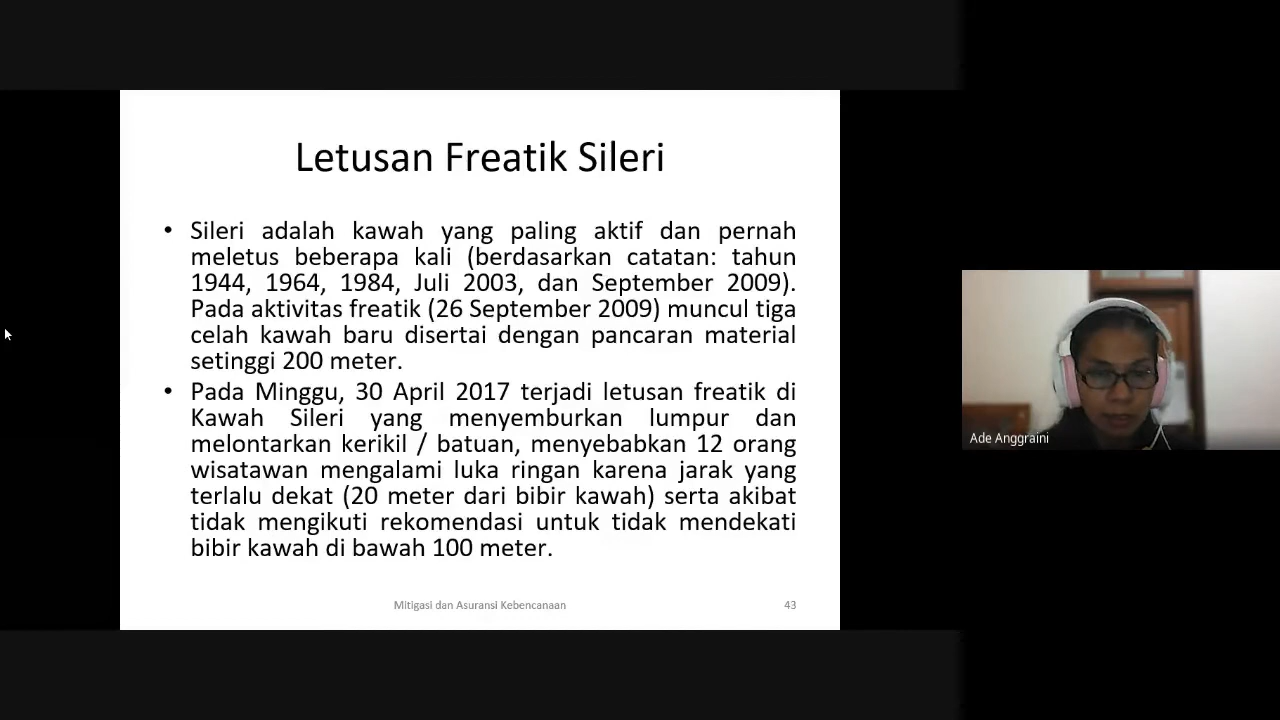 Letusan Freatik Sileri
• Sileri adalah kawah yang paling aktif dan pernah
meletus beberapa kali (berdasarkan catatan: tahun
1944, 1964, 1984, Juli 2003, dan September 2009).
Pada aktivitas freatik (26 September 2009) muncul tiga
celah kawah baru disertai dengan pancaran material
setinggi 200 meter.
• Pada Minggu, 30 April 2017 terjadi letusan freatik di
Kawah Sileri yang menyemburkan lumpur dan
melontarkan kerikil / batuan, menyebabkan 12 orang
wisatawan mengalami luka ringan karena jarak yang
terlalu dekat (20 meter dari bibir kawah) serta akibat
tidak mengikuti rekomendasi untuk tidak mendekati
bibir kawah di bawah 100 meter.
Mitigasi dan Asuransi Kebencanaan
43
Ade Anggraini